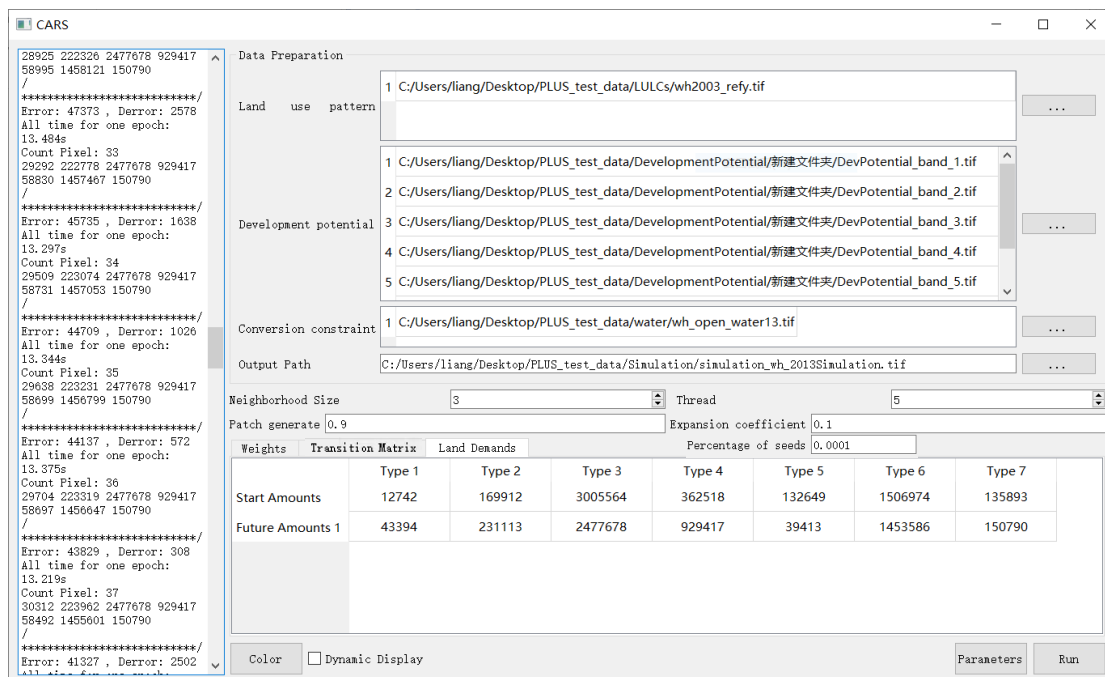 CARS
28925 222326 2477678 929417
58995 1458121 150790
/
***************************/
Error: 47373 , Derror: 2578
All time for one epoch:
13.484s
Count Pixel: 33
29292 222778 2477678 929417
58830 1457467 150790
/
***************************/
Error: 45735 , Derror: 1638
All time for one epoch:
13.297s
Count Pixel: 34
29509 223074 2477678 929417
58731 1457053 150790
/
***************************/
Error: 44709 , Derror: 1026
All time for one epoch:
13.344s
Count Pixel: 35
29638 223231 2477678 929417
58699 1456799 150790
/
***************************/
Error: 44137 , Derror: 572
All time for one epoch:
13.375s
Count Pixel: 36
29704 223319 2477678 929417
58697 1456647 150790
/
***************************/
Error: 43829 , Derror: 308
All time for one epoch:
13.219s
Count Pixel: 37
30312 223962 2477678 929417
58492 1455601 150790
/
***************************/
Error: 41327 , Derror: 2502
Data Preparation
Land use pattern
1 C:/Users/liang/Desktop/PLUS_test_data/LULCs/wh2003_refy.tif
...
Development potential
1 C:/Users/liang/Desktop/PLUS_test_data/DevelopmentPotential/新建文件夹/DevPotential_band_1.tif
2 C:/Users/liang/Desktop/PLUS_test_data/DevelopmentPotential/新建文件夹/DevPotential_band_2.tif
3 C:/Users/liang/Desktop/PLUS_test_data/DevelopmentPotential/新建文件夹/DevPotential_band_3.tif
4 C:/Users/liang/Desktop/PLUS_test_data/DevelopmentPotential/新建文件夹/DevPotential_band_4.tif
5 C:/Users/liang/Desktop/PLUS_test_data/DevelopmentPotential/新建文件夹/DevPotential_band_5.tif
...
Conversion constraint
1 C:/Users/liang/Desktop/PLUS_test_data/water/wh_open_water13.tif
...
Output Path C:/Users/liang/Desktop/PLUS_test_data/Simulation/simulation_wh_2013Simulation.tif ...
Neighborhood Size 3 Thread 5
Patch generate 0.9 Expansion coefficient 0.1
Weights Transition Matrix Land Demands Percentage of seeds 0.0001
Type 1 Type 2 Type 3 Type 4 Type 5 Type 6 Type 7
Start Amounts 12742 169912 3005564 362518 132649 1506974 135893
Future Amounts 1 43394 231113 2477678 929417 39413 1453586 150790
Color Dynamic Display Parameters Run